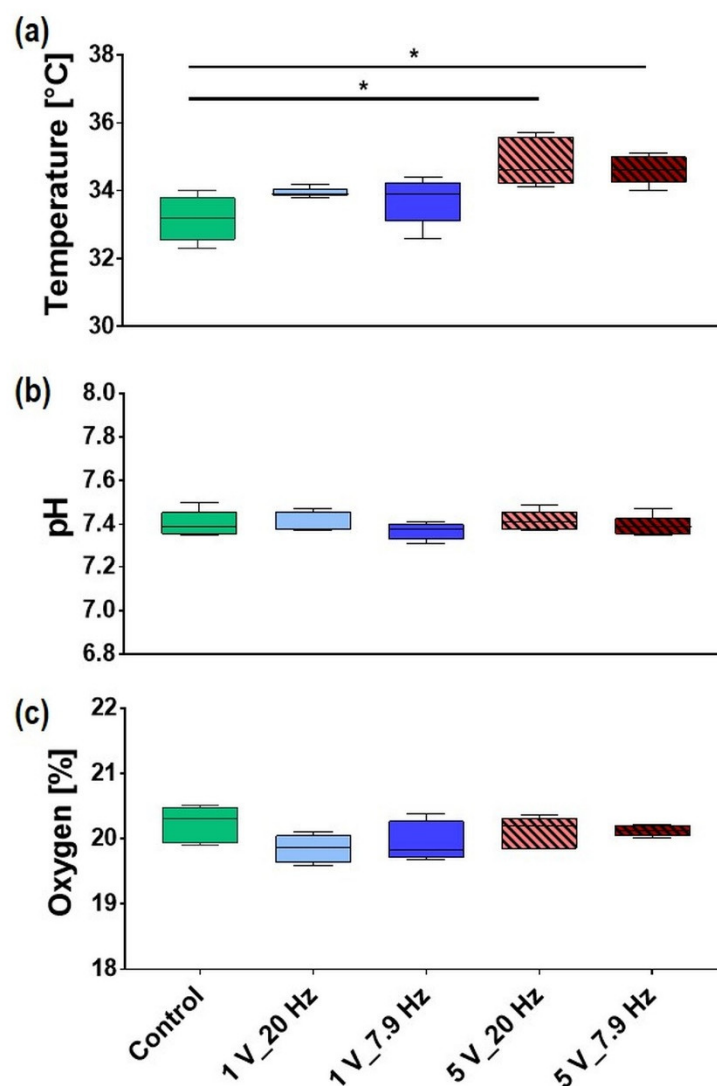 (a)
Temperature [°C]
38
36
34
32
30
*
*
(b)
pH
8.0
7.8
7.6
7.4
7.2
7.0
6.8
(c)
Oxygen [%]
22
21
20
19
18
Control
1 V_20 Hz
1 V_7.9 Hz
5 V_20 Hz
5 V_7.9 Hz